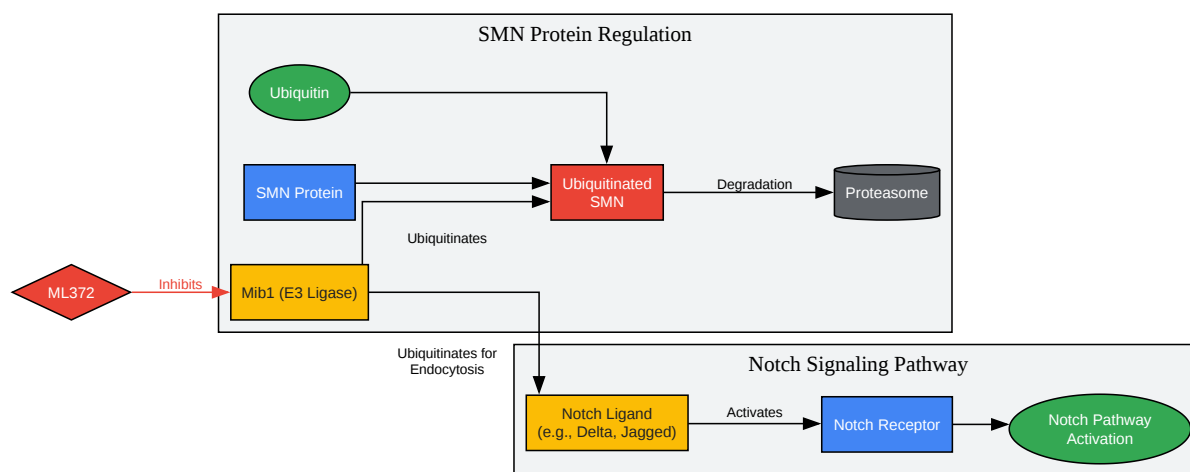 SMN Protein Regulation
Ubiquitin
SMN Protein
Ubiquitinated
SMN
Degradation
Proteasome
Ubiquitinates
ML372
Inhibits
Mib1 (E3 Ligase)
Ubiquitinates for
Endocytosis
Notch Signaling Pathway
Notch Ligand
(e.g., Delta, Jagged)
Activates
Notch Receptor
Notch Pathway
Activation